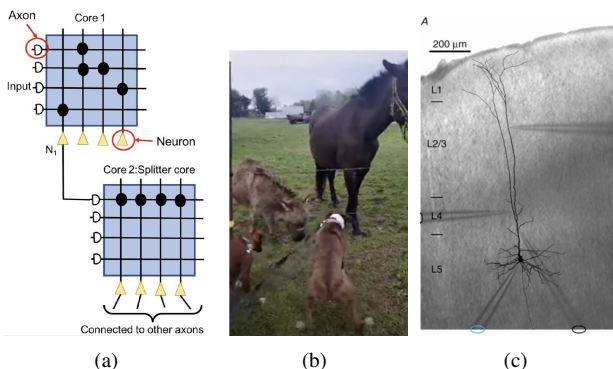 Axon
Core 1
Input
Neuron
N1
Core 2:Splitter core
Connected to other axons
(a)
(b)
A
200 µm
L1
L2/3
L4
L5
(c)